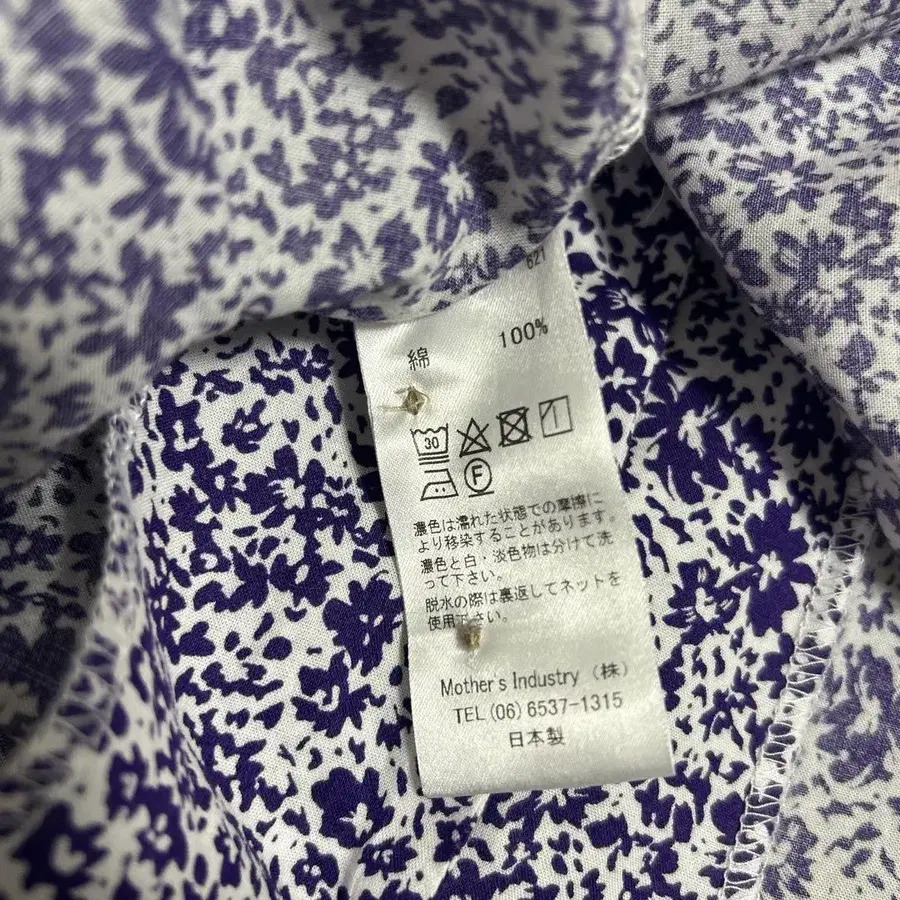 621
綿 100%
30
F
濃色は濡れた状態での摩擦に
より移染することがあります。
濃色と白・淡色物は分けて洗
って下さい。
脱水の際は裏返してネットを
使用下さい。
Mother's Industry (株)
TEL(06)6537-1315
日本製